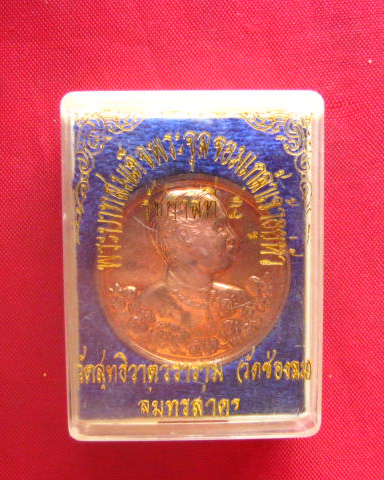 พระบาทสมเด็จพระจุลจอมเกล้าเจ้าอยู่หัว
วัดสุทธิวาตวราราม (วัดช่องลม)
สมุทรสาคร